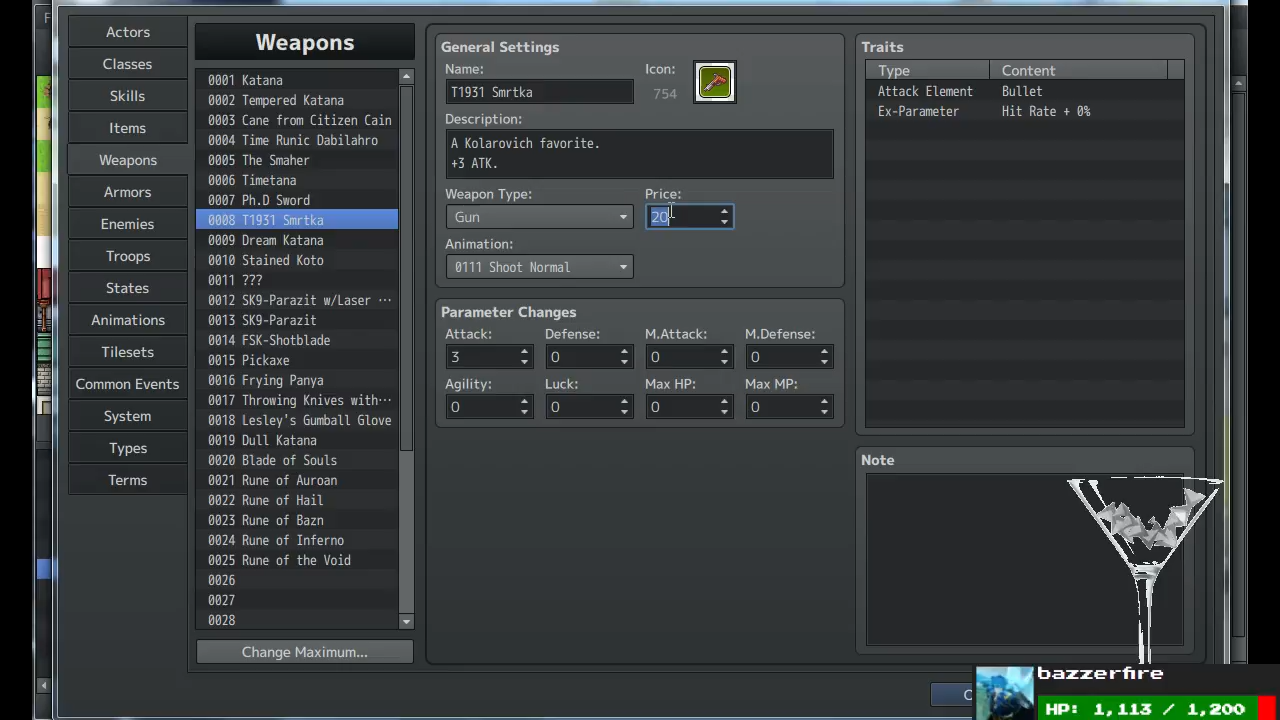 F
Actors
Classes
Skills
Items
Weapons
Armors
Enemies
Troops
States
Animations
Tilesets
Common Events
System
Types
Terms
Weapons
0001 Katana
0002 Tempered Katana
0003 Cane from Citizen Cain
0004 Time Runic Dabilahro
0005 The Smaher
0006 Timetana
0007 Ph.D Sword
0008 T1931 Smrtka
0009 Dream Katana
0010 Stained Koto
0011 ???
0012 SK9-Parazit w/Laser ···
0013 SK9-Parazit
0014 FSK-Shotblade
0015 Pickaxe
0016 Frying Panya
0017 Throwing Knives with···
0018 Lesley's Gumball Glove
0019 Dull Katana
0020 Blade of Souls
0021 Rune of Auroan
0022 Rune of Hail
0023 Rune of Bazn
0024 Rune of Inferno
0025 Rune of the Void
0026
0027
0028
Change Maximum...
General Settings
Name:
T1931 Smrtka
Icon:
754
Description:
A Kolarovich favorite.
+3 ATK.
Weapon Type:
Gun
Price:
20
Animation:
0111 Shoot Normal
Parameter Changes
Attack: Defense: M.Attack: M.Defense:
3 0 0 0
Agility: Luck: Max HP: Max MP:
0 0 0 0
Traits
Type Content
Attack Element Bullet
Ex-Parameter Hit Rate + 0%
Note
bazzerfire
HP: 1,113 / 1,200